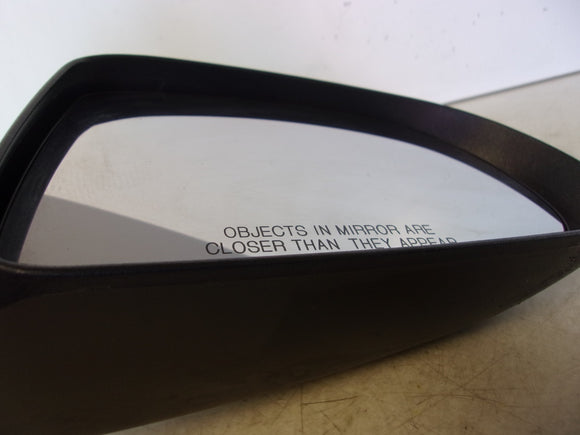 OBJECTS IN MIRROR ARE
CLOSER THAN THEY APPEAR